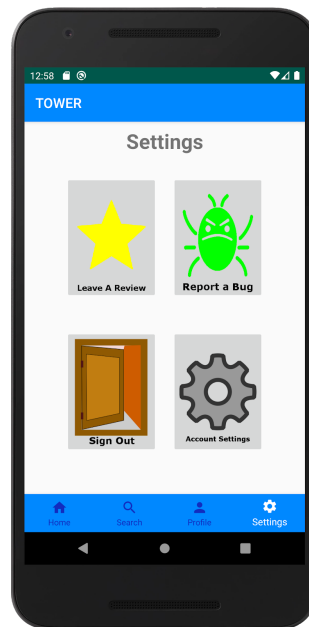 12:58
TOWER
Settings
Leave A Review
Report a Bug
Sign Out
Account Settings
Home
Search
Profile
Settings